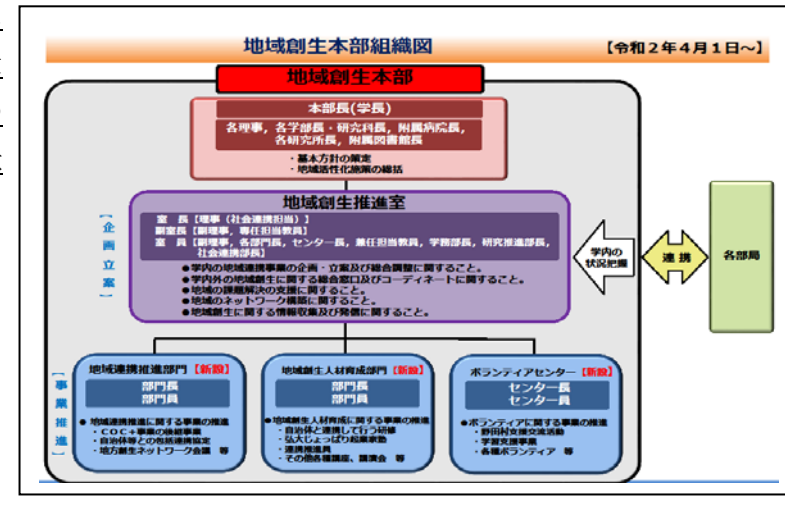 地域創生本部組織図
【令和２年４月１日～】
地域創生本部
本部長(学長)
各理事，各学部長・研究科長，附属病院長，
各研究所長，附属図書館長
・基本方針の策定
・地域活性化施策の総括
地域創生推進室
室　長【理事（社会連携担当）】
副室長【副理事，専任担当教員】
室　員【副理事，各部門長，センター長，兼任担当教員，学務部長，研究推進部長，
社会連携部長】
●学内の地域連携事業の企画・立案及び総合調整に関すること。
●学内外の地域創生に関する総合窓口及びコーディネートに関すること。
●地域の課題解決の支援に関すること。
●地域のネットワーク構築に関すること。
●地域創生に関する情報収集及び発信に関すること。
【企画立案】
学内の
状況把握
連携
各部局
【事業推進】
地域連携推進部門【新設】
部門長
部門員
●地域連携推進に関する事業の推進
・ＣＯＣ＋事業の後継事業
・自治体等との包括連携協定
・地方創生ネットワーク会議　等
地域創生人材育成部門【新設】
部門長
部門員
●地域創生人材育成に関する事業の推進
・自治体と連携して行う研修
・弘大じょっぱり起業家塾
・連携推進員
・その他各種講座、講演会　等
ボランティアセンター【新設】
センター長
センター員
●ボランティアに関する事業の推進
・野田村支援交流活動
・学習支援事業
・各種ボランティア　等